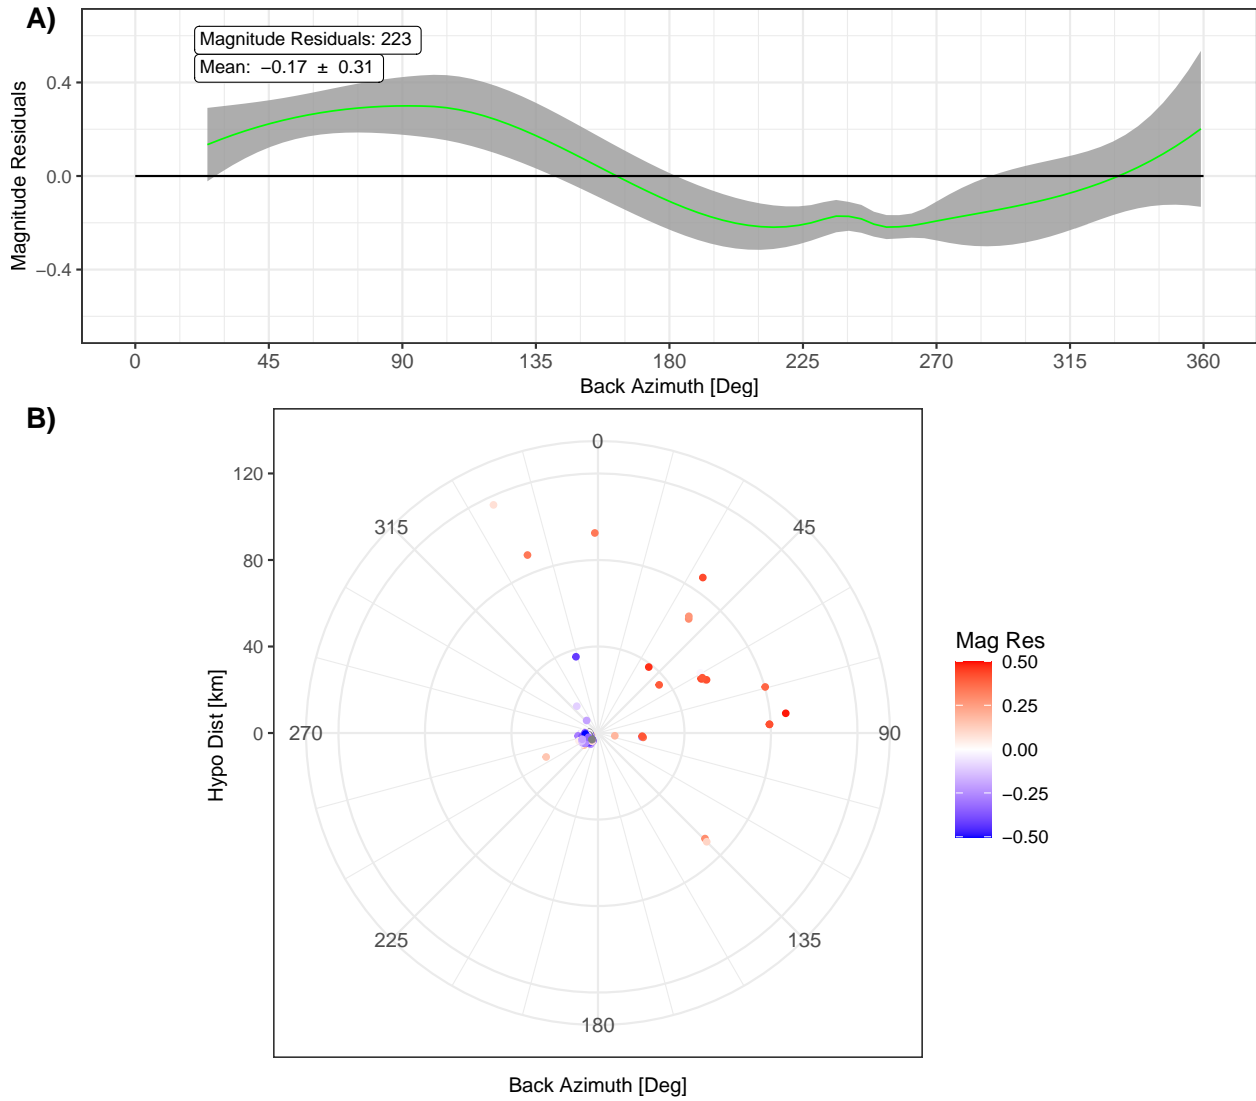 A)
Magnitude Residuals: 223
Mean: −0.17 ± 0.31
Magnitude Residuals
0.4
0.0
−0.4
0 45 90 135 180 225 270 315 360
Back Azimuth [Deg]
B)
Hypo Dist [km]
120
80
40
0
0
45
90
135
180
225
270
315
Back Azimuth [Deg]
Mag Res
0.50
0.25
0.00
−0.25
−0.50